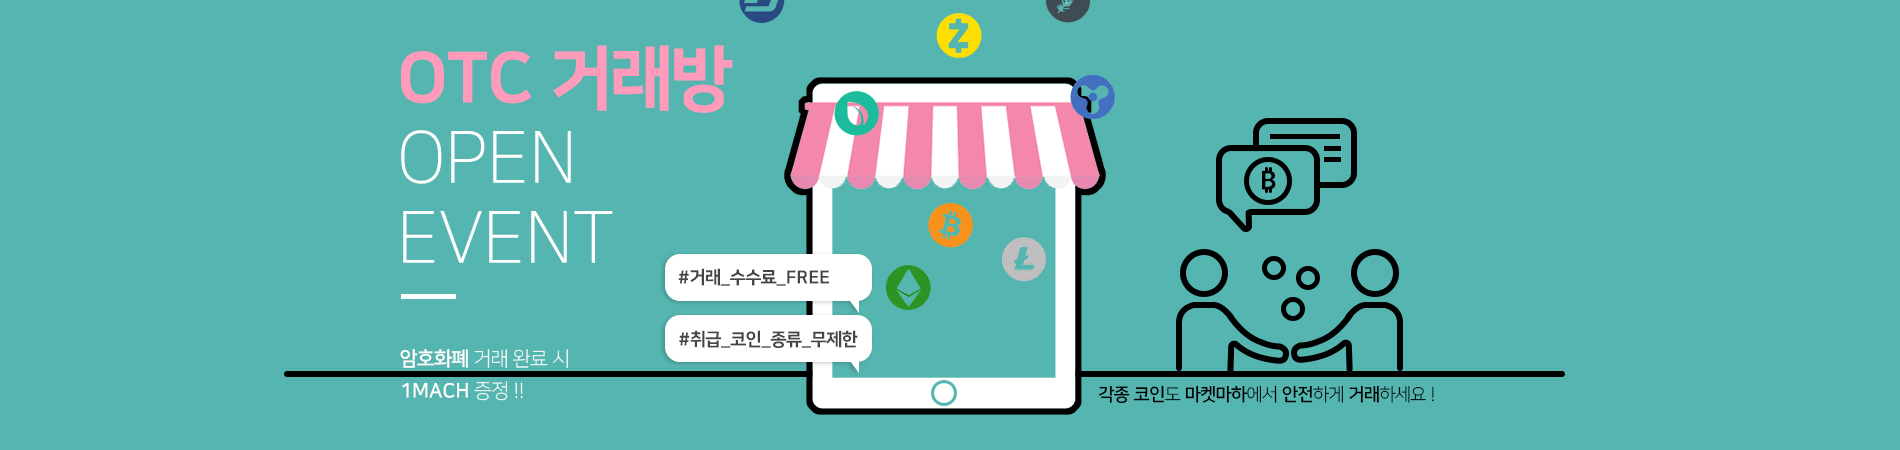 OTC 거래방
OPEN
EVENT
#거래_수수료_FREE
#취급_코인_종류_무제한
암호화폐 거래 완료 시
1MACH 증정 !!
각종 코인도 마켓마하에서 안전하게 거래하세요 !